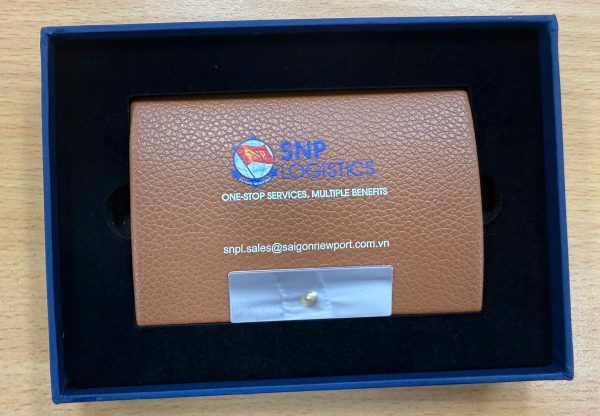 SNP
LOGISTICS
ONE-STOP SERVICES, MULTIPLE BENEFITS
snpl.sales@saigonnewport.com.vn